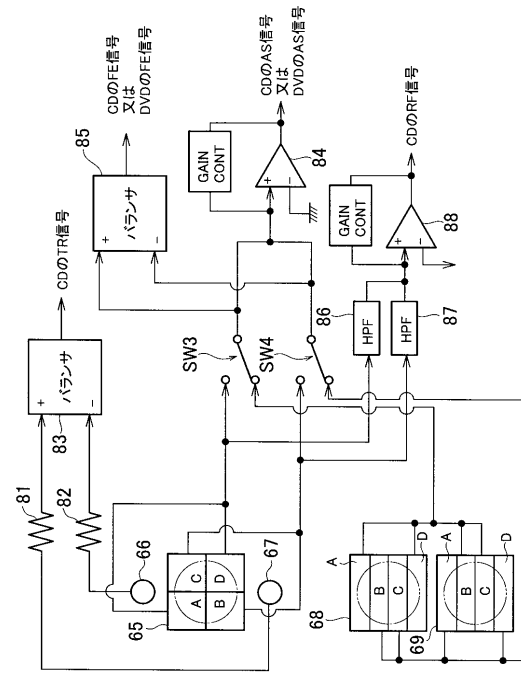 CDのFE信号
又は
DVDのFE信号
CDのTR信号
85
+
バランサ
−
CDのAS信号
又は
DVDのAS信号
GAIN
CONT
+
−
84
CDのRF信号
GAIN
CONT
+
−
88
+
バランサ
−
83
SW3
SW4
86
HPF
HPF
87
81
82
66
67
65
A
C
B
D
68
A
B
C
D
69
A
B
C
D